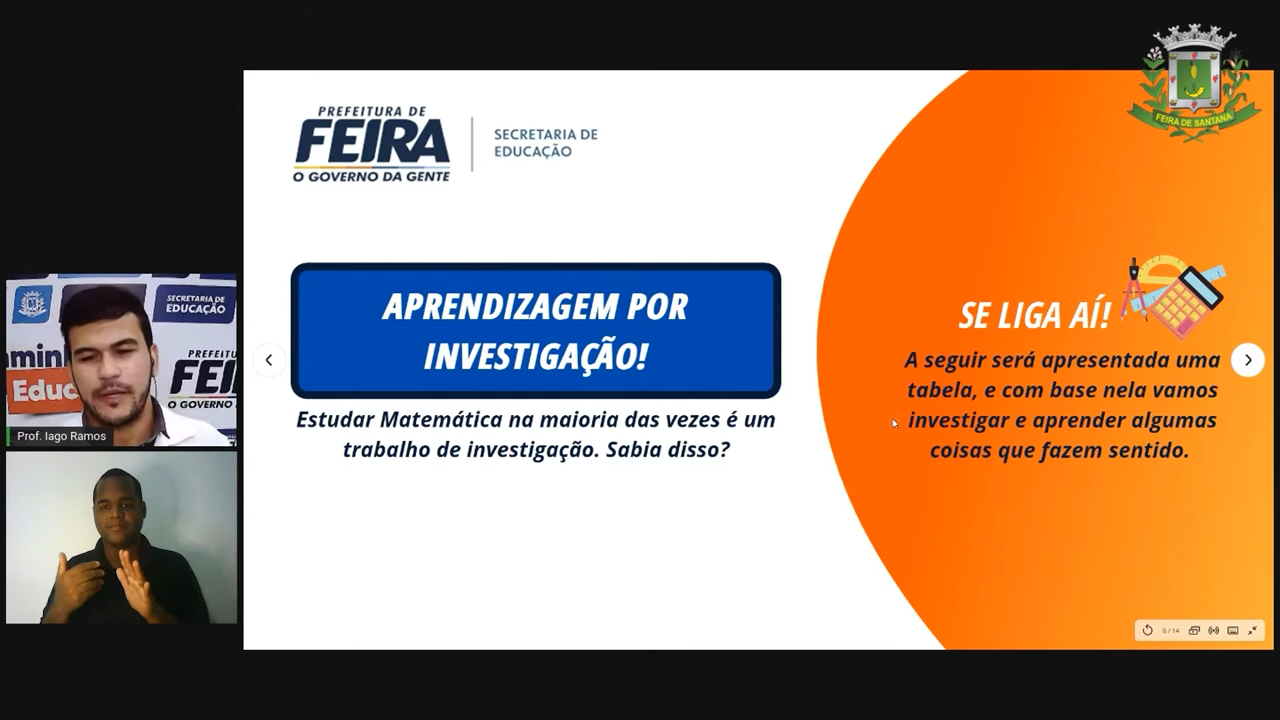 FEIRA DE SANTANA
PREFEITURA DE
FEIRA
O GOVERNO DA GENTE
SECRETARIA DE
EDUCAÇÃO
APRENDIZAGEM POR
INVESTIGAÇÃO!
Estudar Matemática na maioria das vezes é um
trabalho de investigação. Sabia disso?
SE LIGA AÍ!
A seguir será apresentada uma
tabela, e com base nela vamos
investigar e aprender algumas
coisas que fazem sentido.
6 / 14
SECRETARIA DE
EDUCAÇÃO
PREFEITU
FEI
O GOVERNO
amin
Educ
Prof. Iago Ramos